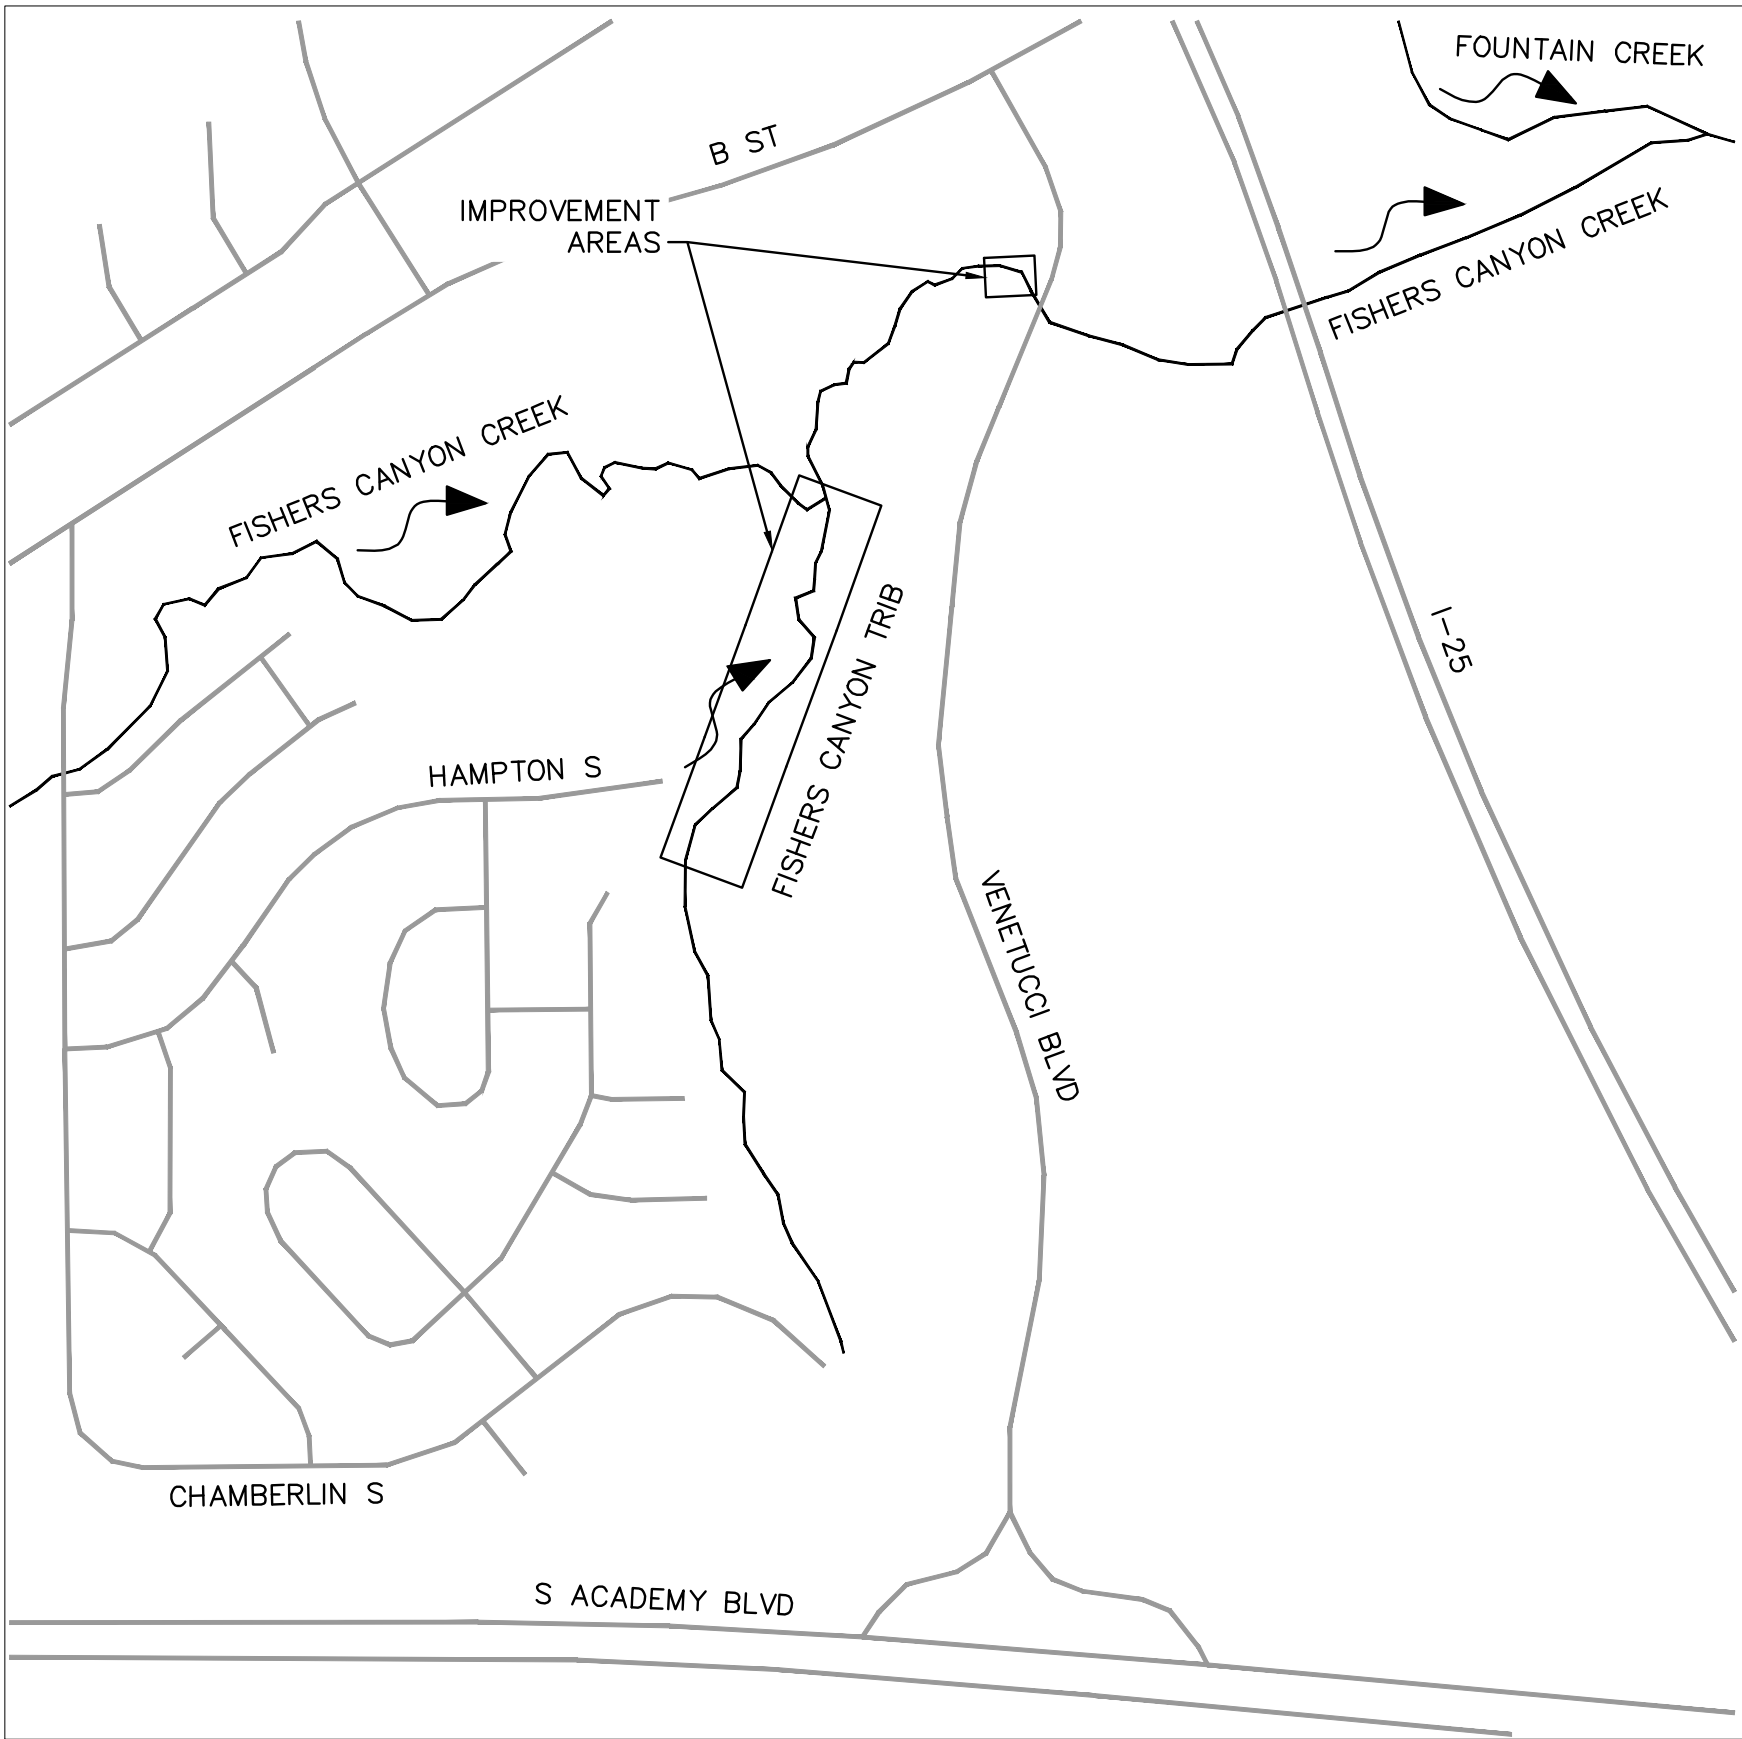 FOUNTAIN CREEK
B ST
IMPROVEMENT
AREAS
FISHERS CANYON CREEK
FISHERS CANYON CREEK
I-25
FISHERS CANYON TRIB
HAMPTON S
VENETUCCI BLVD
CHAMBERLIN S
S ACADEMY BLVD